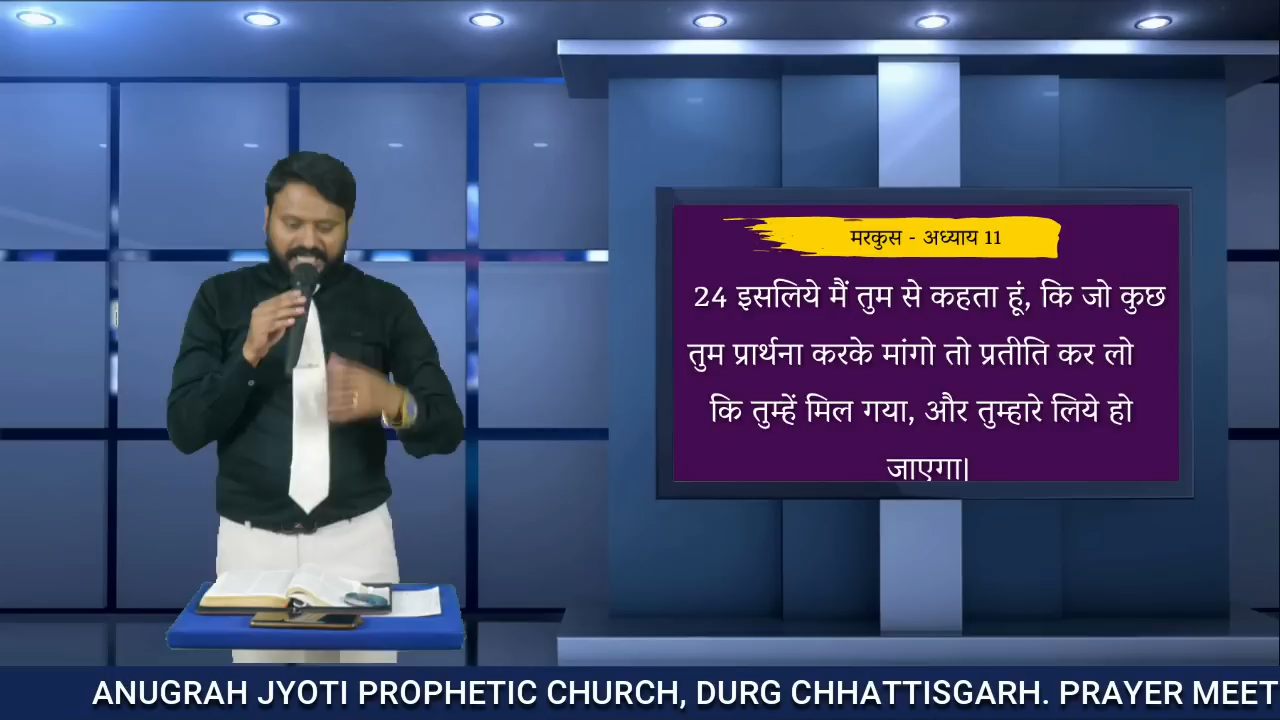 मरकुस - अध्याय 11
24 इसलिये मैं तुम से कहता हूं, कि जो कुछ
तुम प्रार्थना करके मांगो तो प्रतीति कर लो
कि तुम्हें मिल गया, और तुम्हारे लिये हो
जाएगा|
ANUGRAH JYOTI PROPHETIC CHURCH, DURG CHHATTISGARH. PRAYER MEET